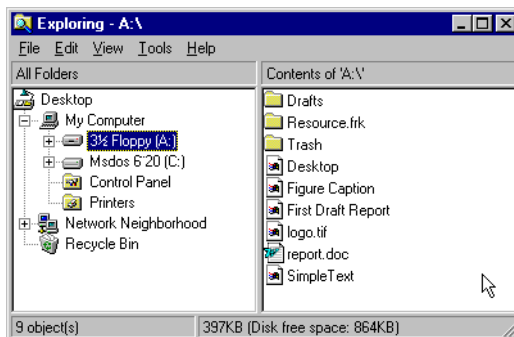 Exploring - A:\
File Edit View Tools Help
All Folders
Contents of 'A:\'
Desktop
My Computer
3½ Floppy (A:)
Msdos 6˜20 (C:)
Control Panel
Printers
Network Neighborhood
Recycle Bin
Drafts
Resource.frk
Trash
Desktop
Figure Caption
First Draft Report
logo.tif
report.doc
SimpleText
9 object(s)
397KB (Disk free space: 864KB)